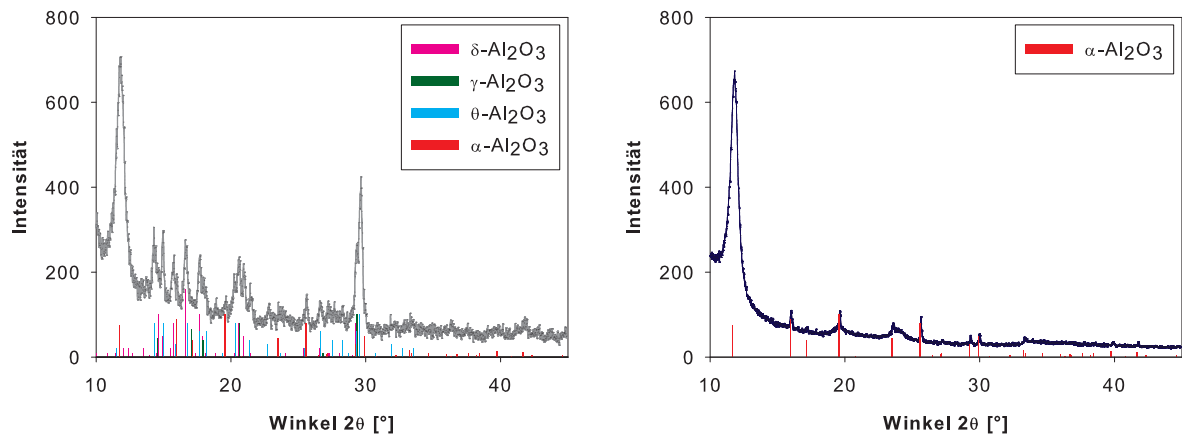 800
600
400
200
0
Intensität
10
20
30
40
Winkel 2θ [°]
δ-Al2O3
γ-Al2O3
θ-Al2O3
α-Al2O3
800
600
400
200
0
Intensität
10
20
30
40
Winkel 2θ [°]
α-Al2O3